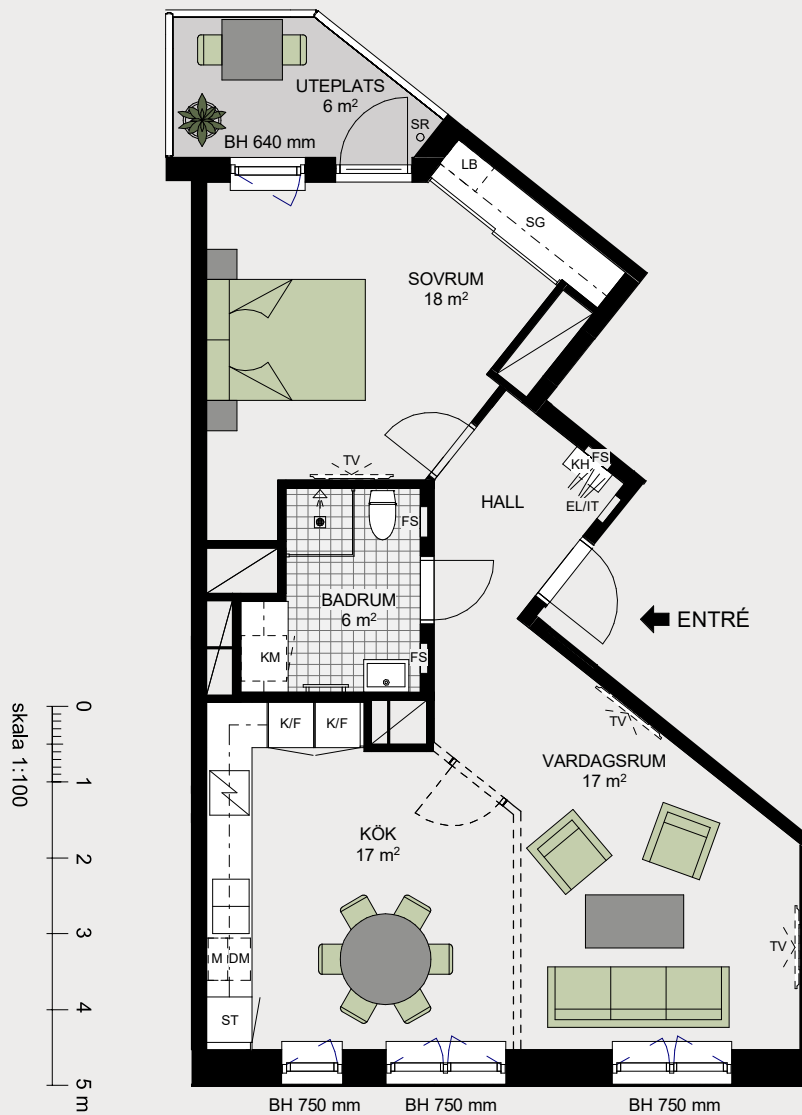 UTEPLATS
6 m²
SR
BH 640 mm
LB
SG
SOVRUM
18 m²
TV
KH
FS
EL/IT
HALL
FS
BADRUM
6 m²
ENTRÉ
KM
FS
K/F
K/F
TV
VARDAGSRUM
17 m²
KÖK
17 m²
TV
M
DM
ST
BH 750 mm
BH 750 mm
BH 750 mm
skala 1:100
0
1
2
3
4
5 m